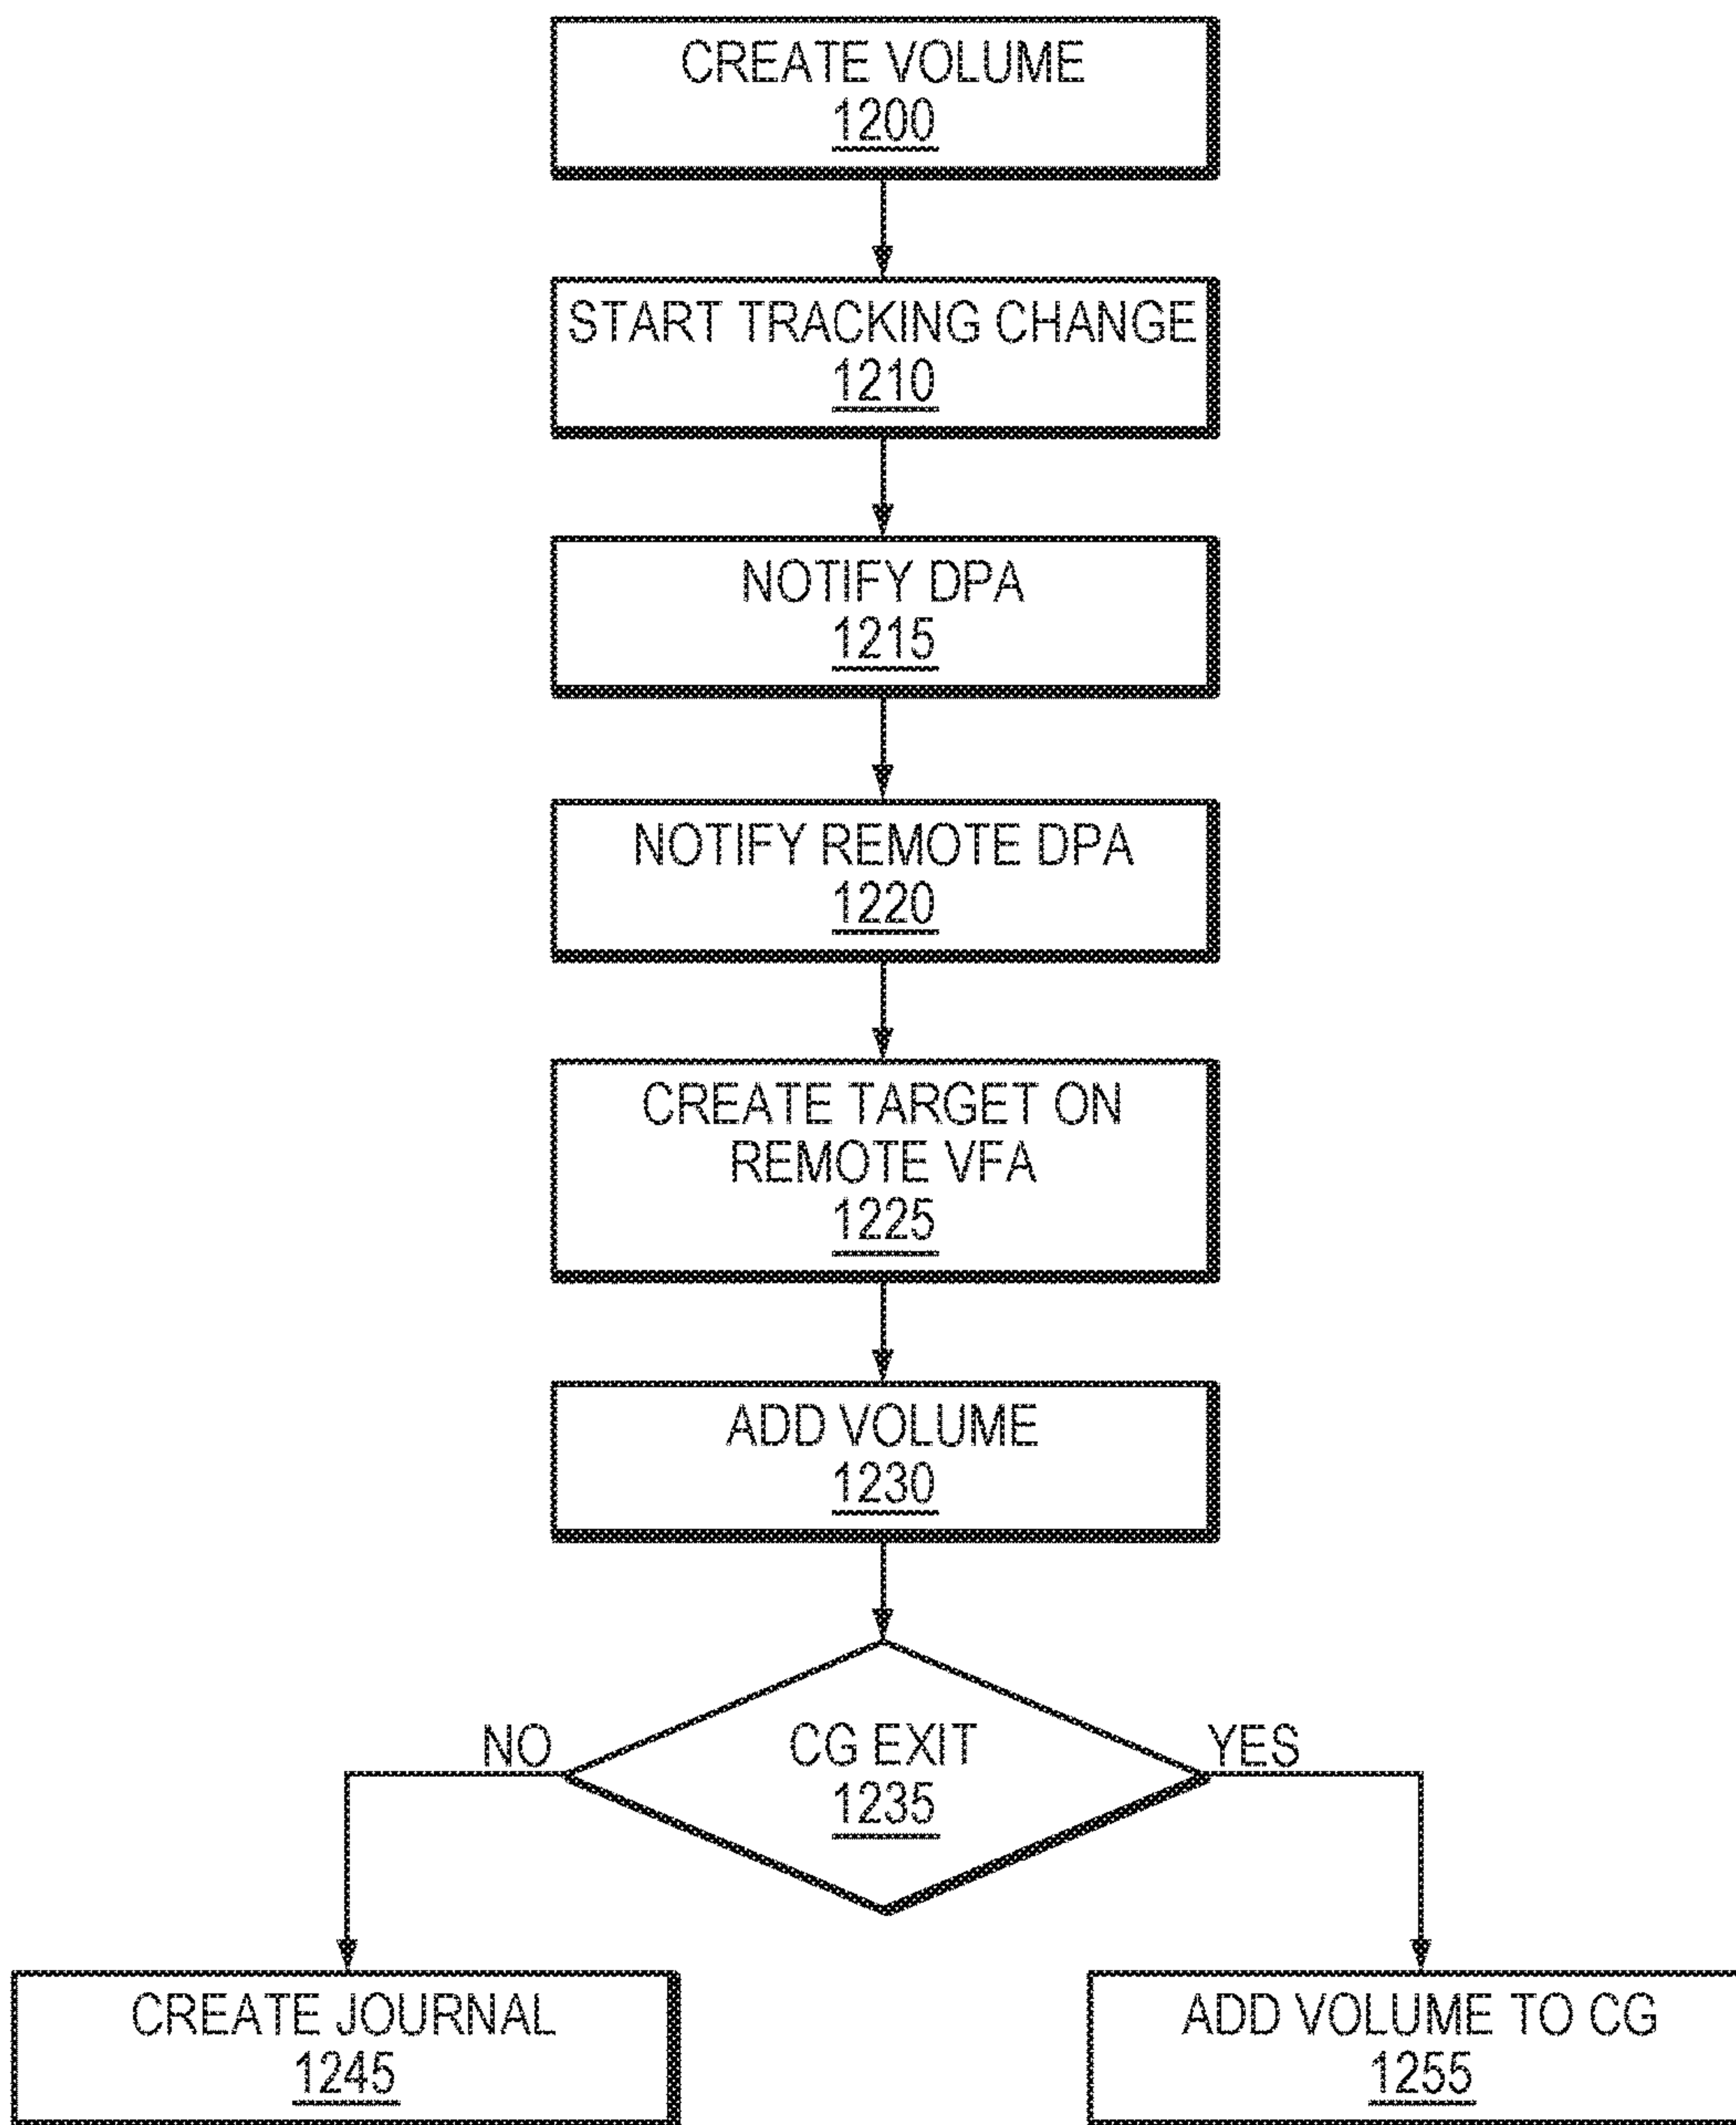 CREATE VOLUME
1200
START TRACKING CHANGE
1210
NOTIFY DPA
1215
NOTIFY REMOTE DPA
1220
CREATE TARGET ON
REMOTE VFA
1225
ADD VOLUME
1230
CG EXIT
1235
NO
YES
CREATE JOURNAL
1245
ADD VOLUME TO CG
1255